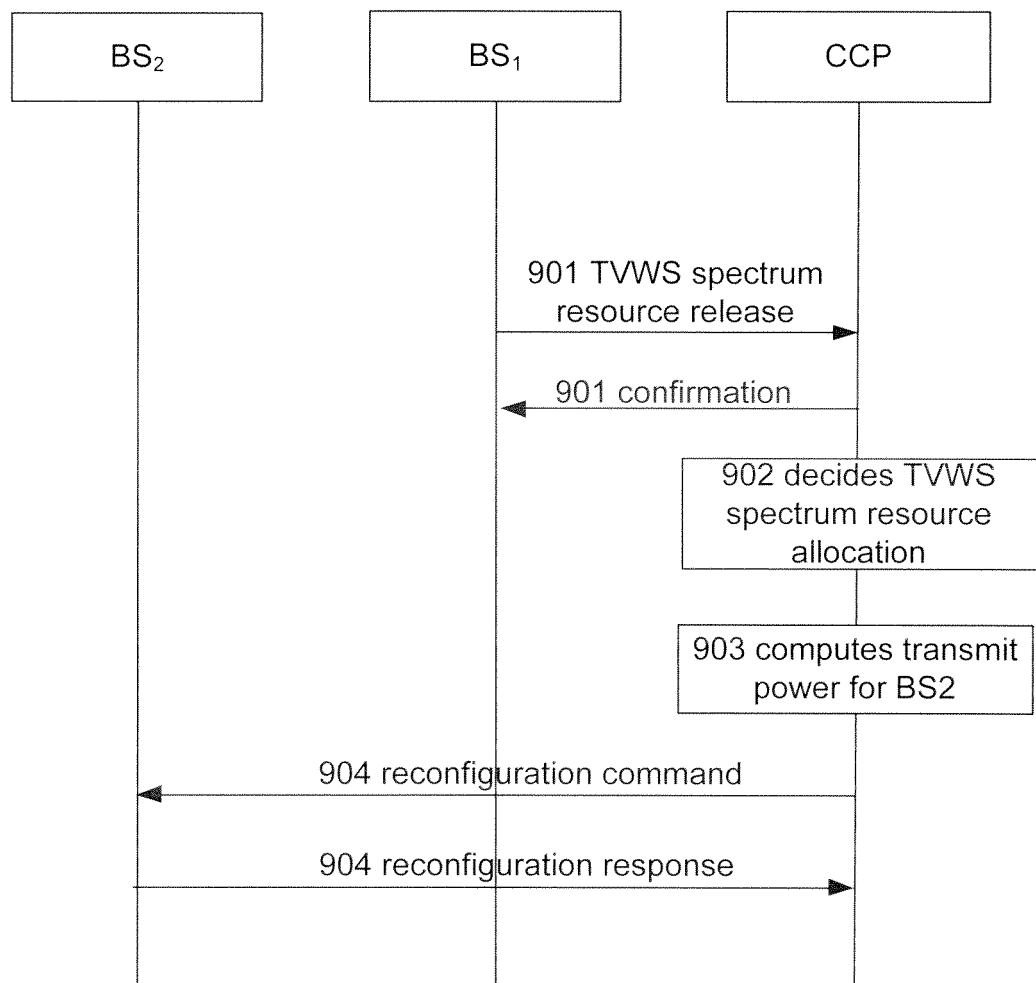 BS₂
BS₁
CCP
901 TVWS spectrum
resource release
901 confirmation
902 decides TVWS
spectrum resource
allocation
903 computes transmit
power for BS2
904 reconfiguration command
904 reconfiguration response